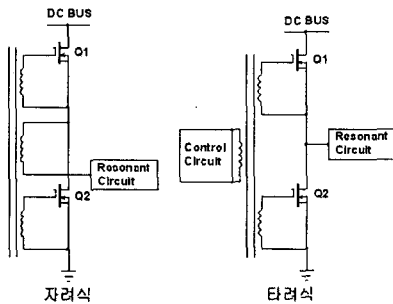 DC BUS
Q1
Resonant
Circuit
Q2
자려식
DC BUS
Q1
Control
Circuit
Resonant
Circuit
Q2
타려식